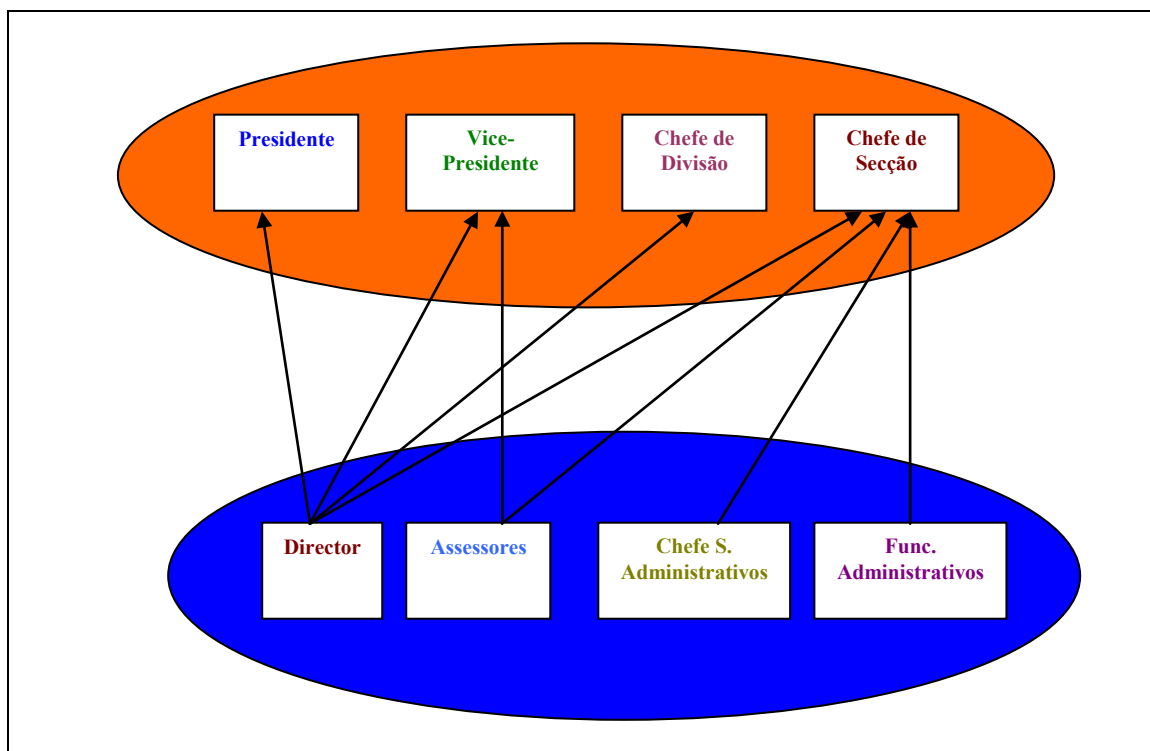 Presidente
Vice-
Presidente
Chefe de
Divisão
Chefe de
Secção
Director
Assessores
Chefe S.
Administrativos
Func.
Administrativos